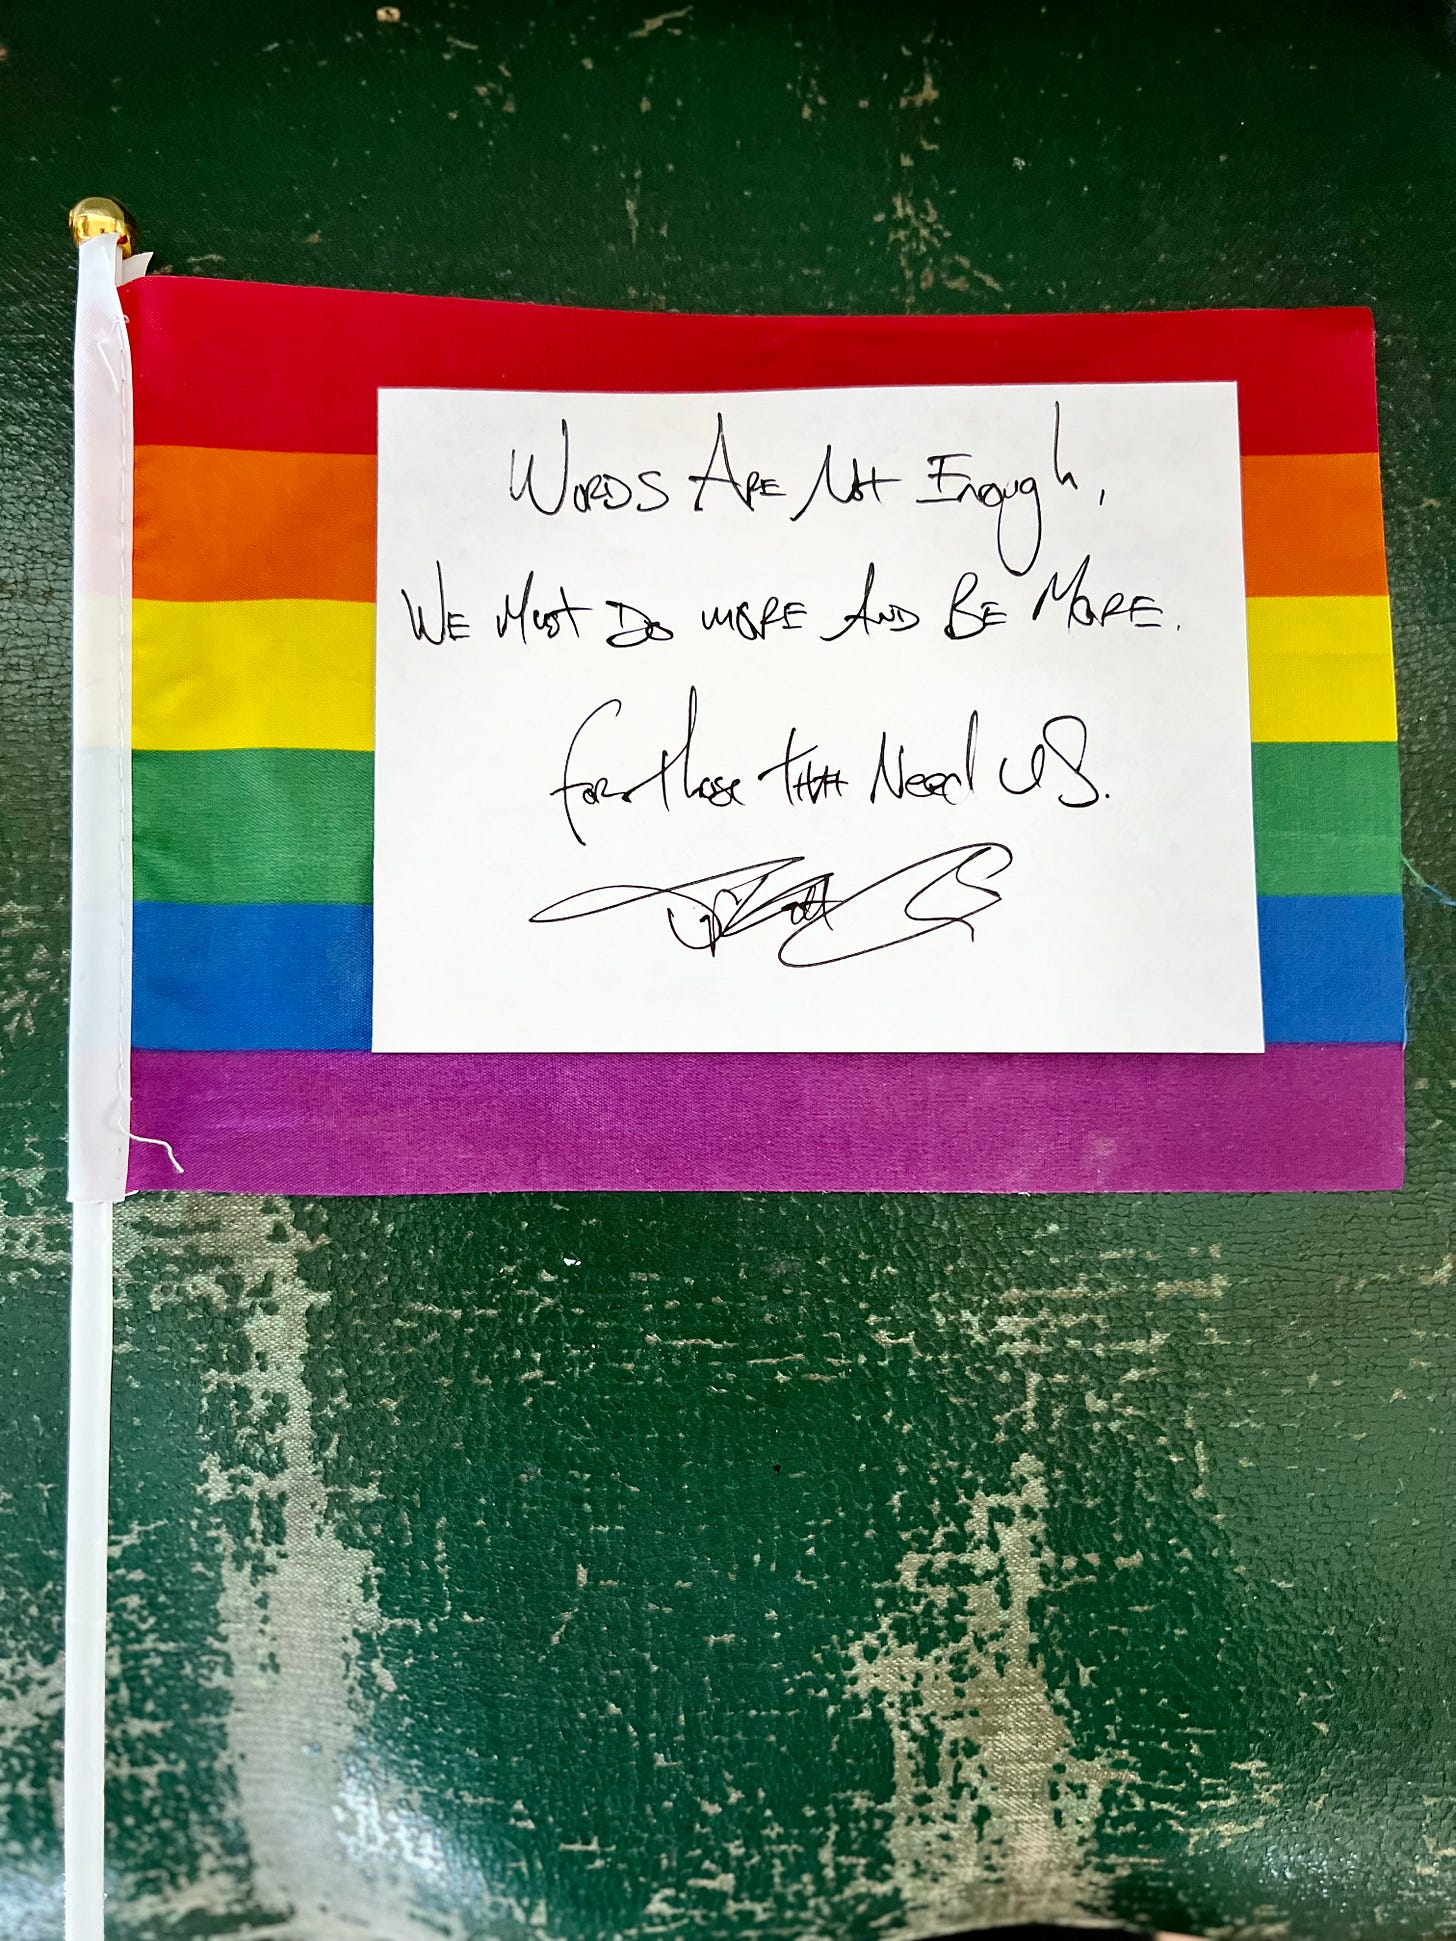 Words Are Not Enough,
We Must Do more And Be More.
for those that Need US.